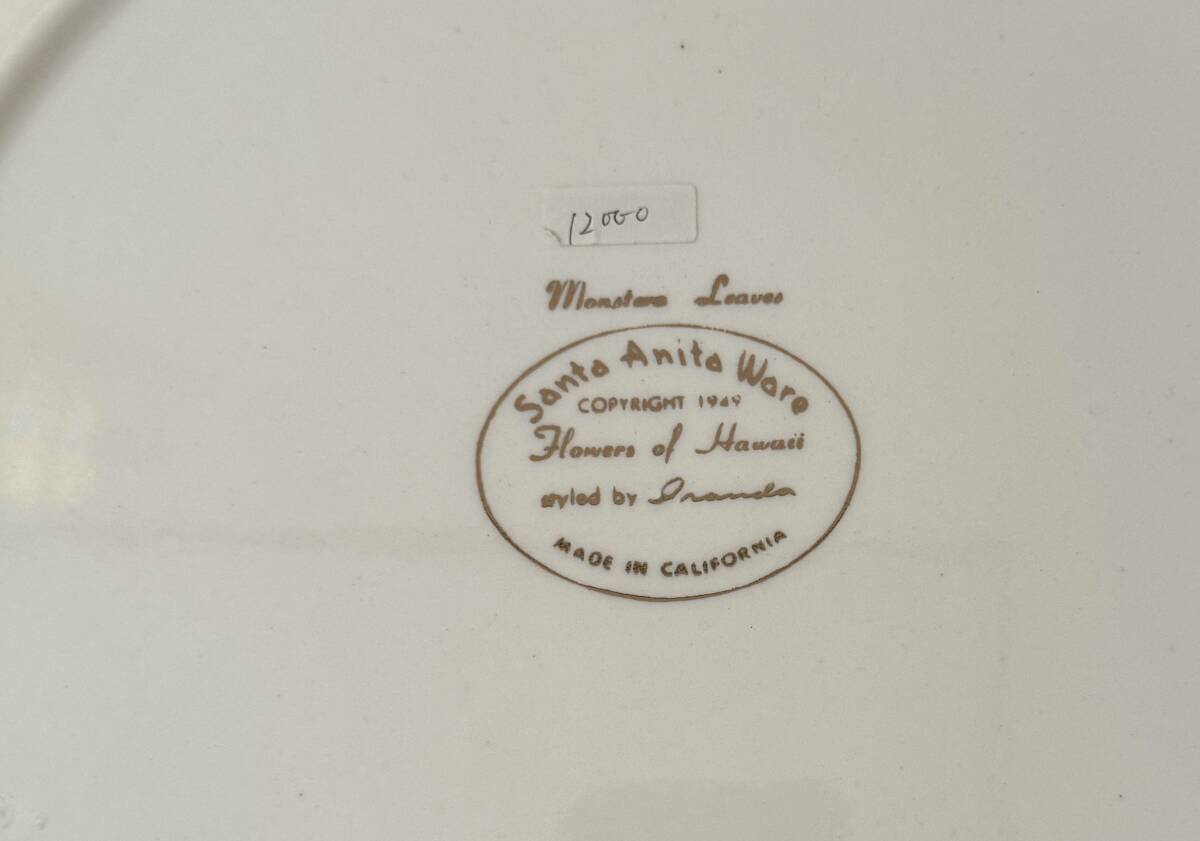 12000
Monstera Leaves
Santa Anita Ware
COPYRIGHT 1949
Flowers of Hawaii
styled by
MADE IN CALIFORNIA